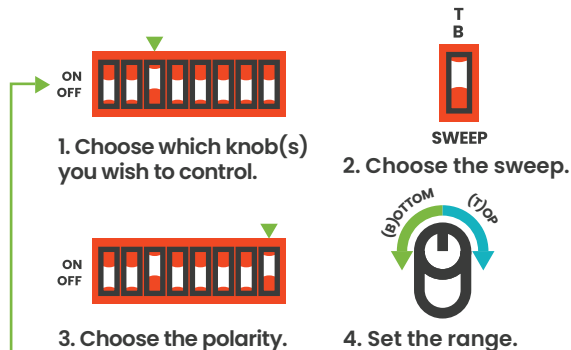 T
B
ON
OFF
SWEEP
1. Choose which knob(s)
you wish to control.
2. Choose the sweep.
(B)OTTOM
(T)OP
ON
OFF
3. Choose the polarity.
4. Set the range.